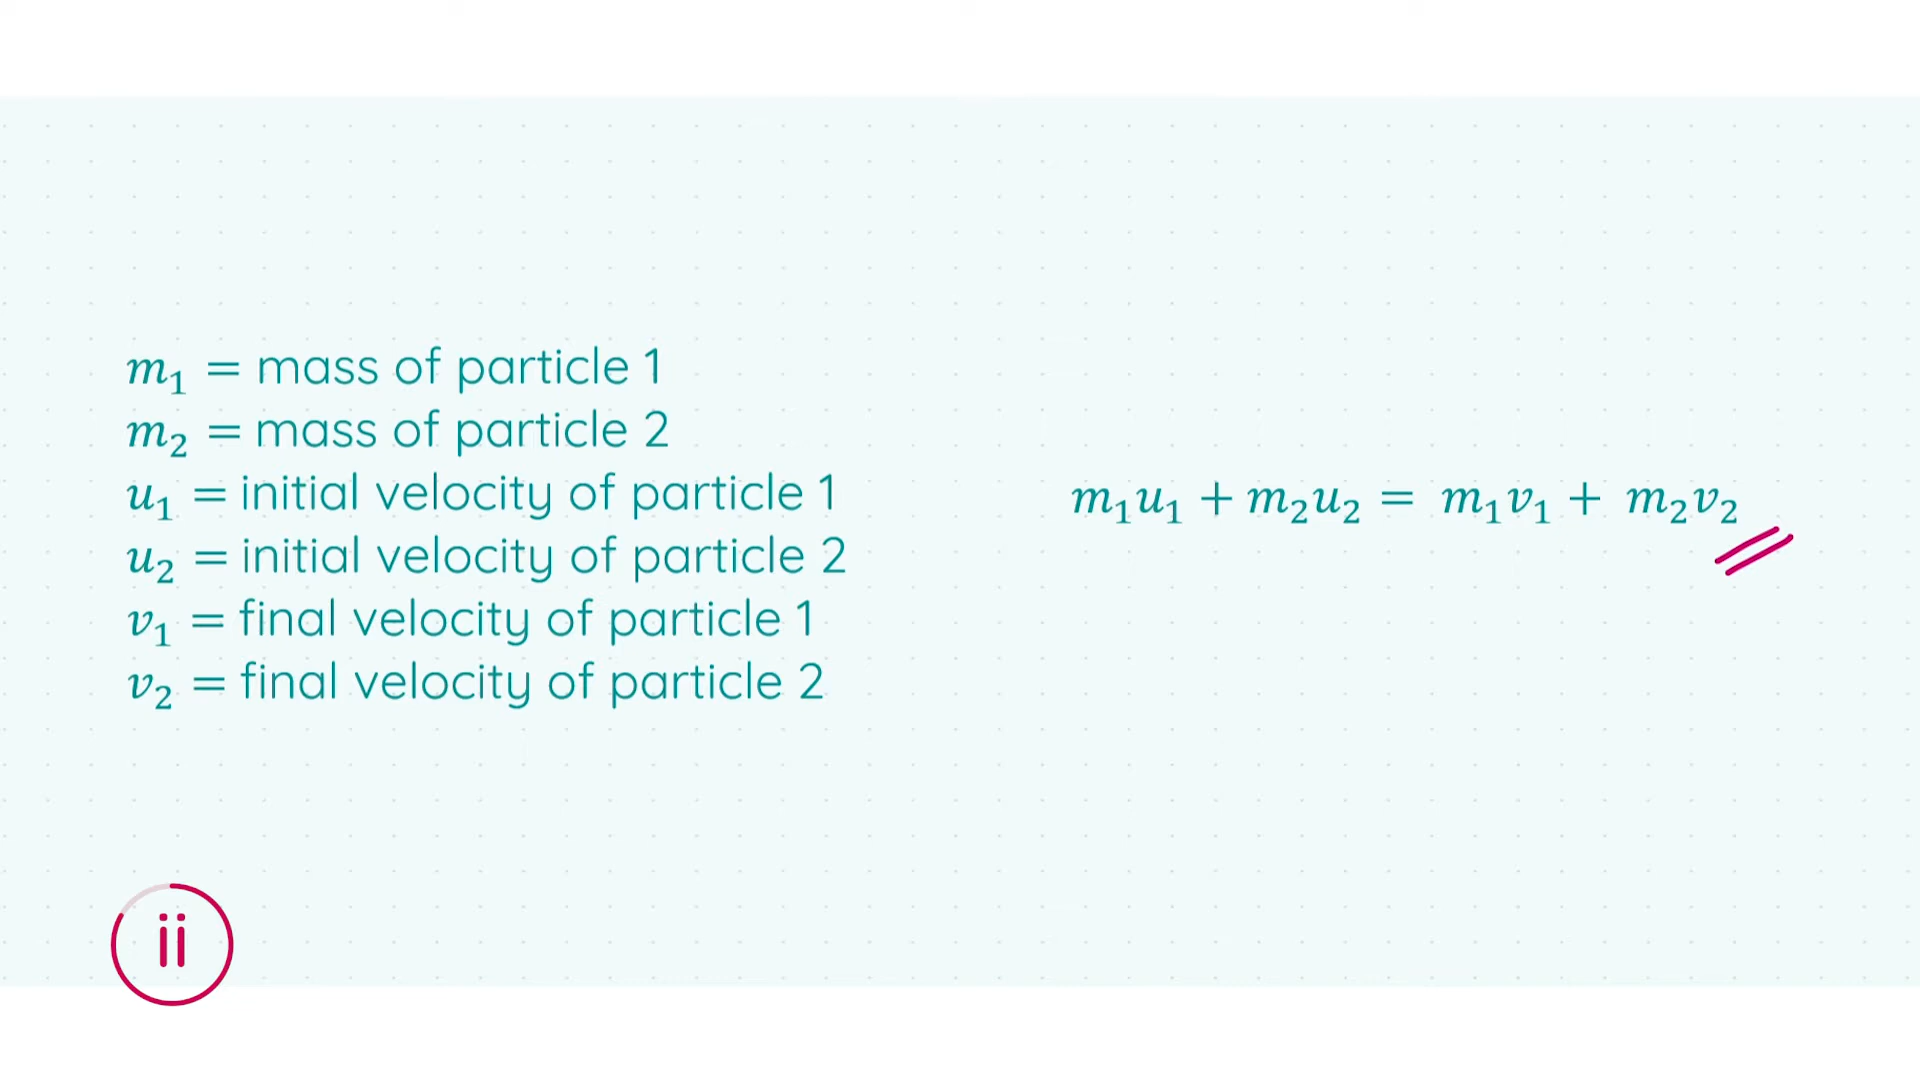 m₁ = mass of particle 1
m₂ = mass of particle 2
u₁ = initial velocity of particle 1
u₂ = initial velocity of particle 2
v₁ = final velocity of particle 1
v₂ = final velocity of particle 2
m₁u₁ + m₂u₂ = m₁v₁ + m₂v₂
ii